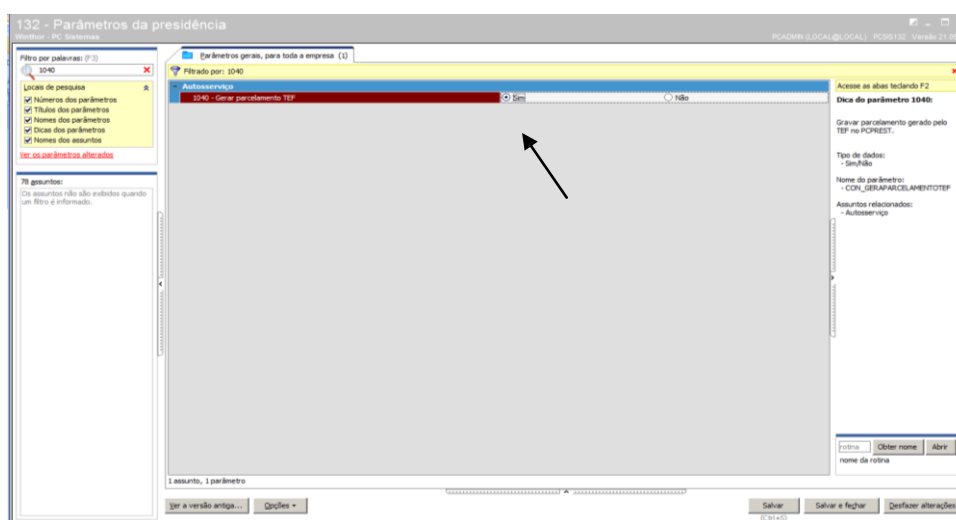 132 - Parâmetros da presidência
Winthor - PC Sistemas
PCADMIN (LOCAL@LOCAL) PCSIS132 Versão 21.05
Filtro por palavras: (F3)
1040
Locais de pesquisa
Números dos parâmetros
Títulos dos parâmetros
Nomes dos parâmetros
Dicas dos parâmetros
Nomes dos assuntos
Ver os parâmetros alterados
78 assuntos:
Os assuntos não são exibidos quando
um filtro é informado.
Parâmetros gerais, para toda a empresa (1)
Filtrado por: 1040
Autosserviço
1040 - Gerar parcelamento TEF
Sim
Não
1 assunto, 1 parâmetro
Acesse as abas teclando F2
Dica do parâmetro 1040:
Gravar parcelamento gerado pelo
TEF no PCPREST.
Tipo de dados:
- Sim/Não
Nome do parâmetro:
- CON_GERAPARCELAMENTOTEF
Assuntos relacionados:
- Autosserviço
rotina
Obter nome
Abrir
nome da rotina
Ver a versão antiga...
Opções
Salvar
Salvar e fechar
Desfazer alterações
(Ctrl+S)